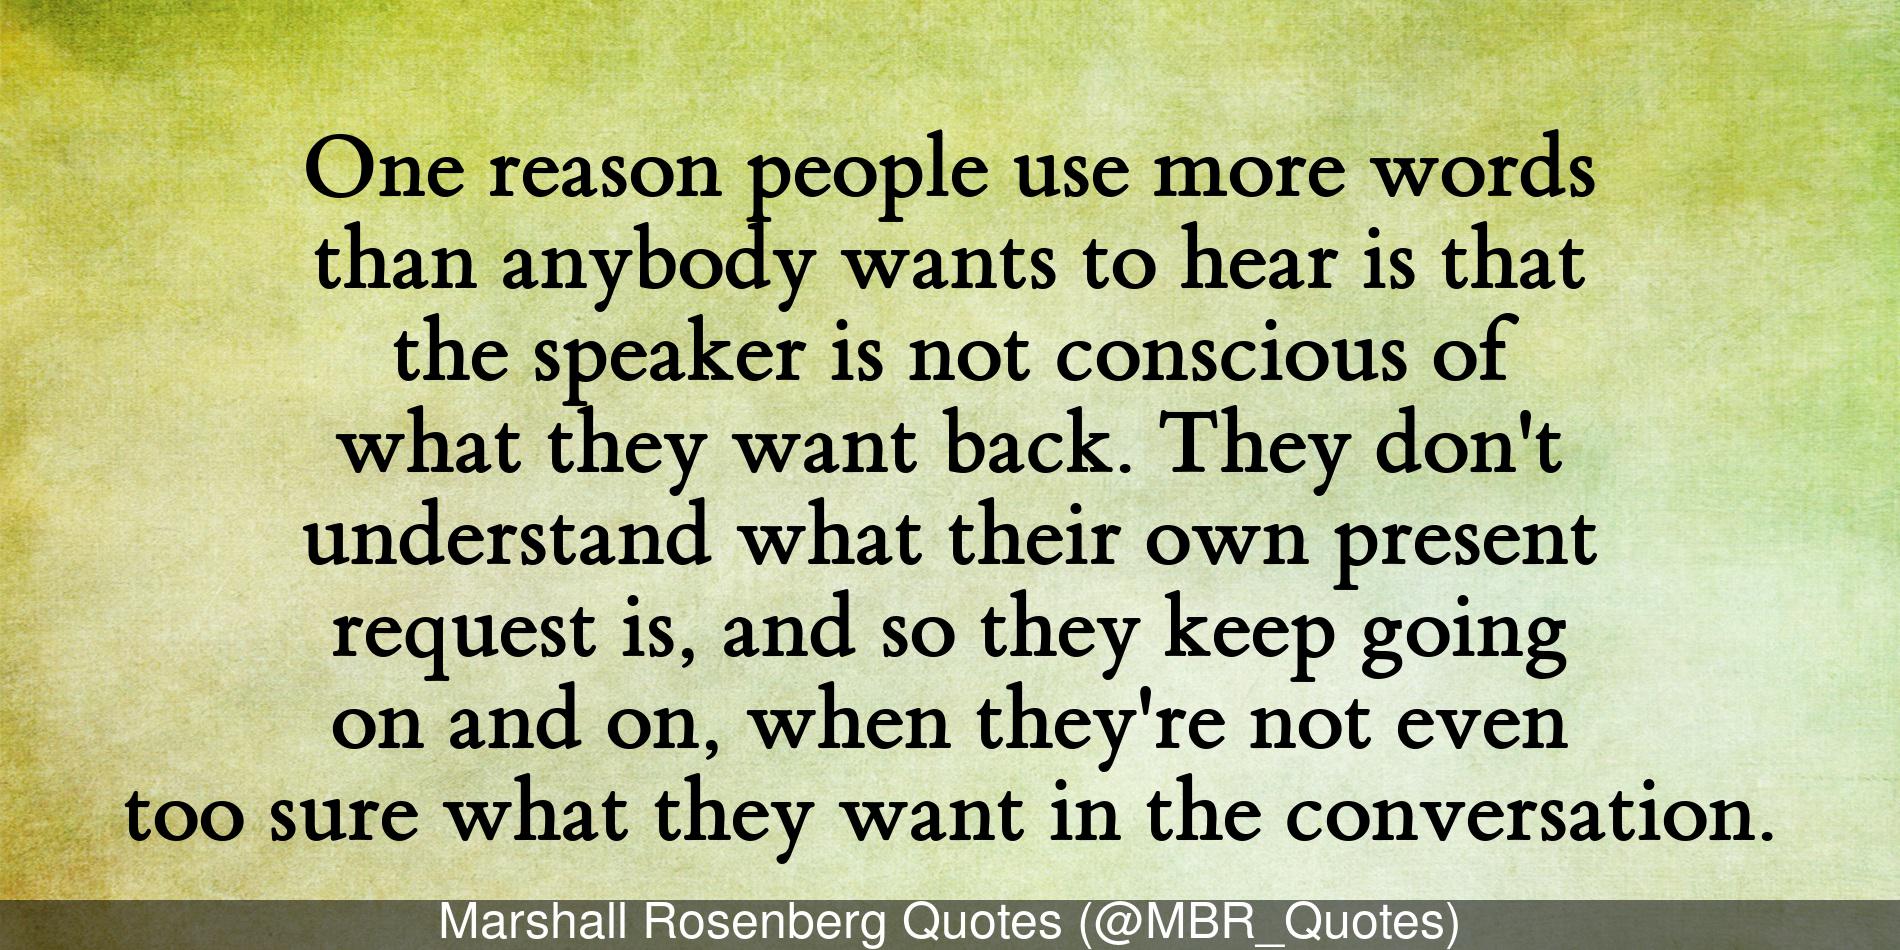 One reason people use more words
than anybody wants to hear is that
the speaker is not conscious of
what they want back. They don't
understand what their own present
request is, and so they keep going
on and on, when they're not even
too sure what they want in the conversation.
Marshall Rosenberg Quotes (@MBR_Quotes)